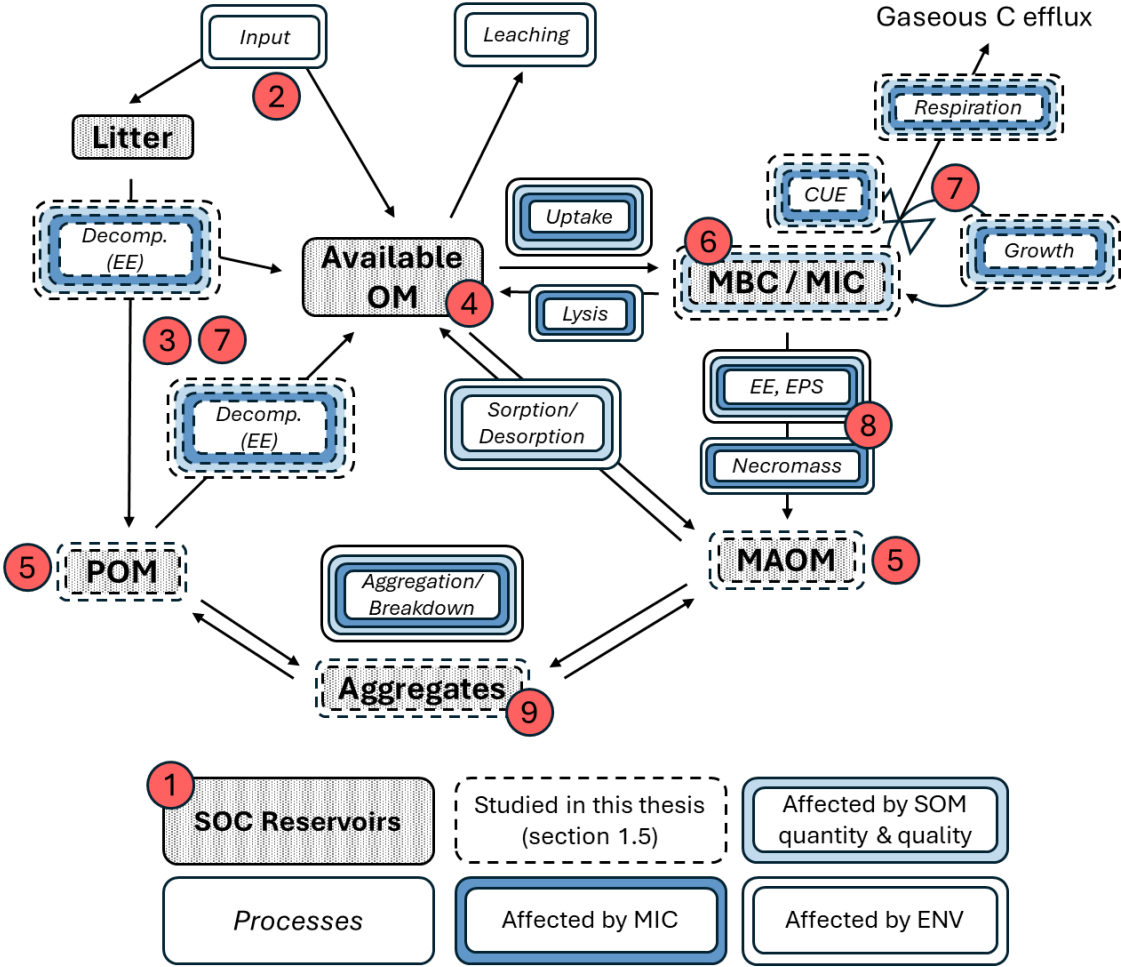 Gaseous C efflux
Input
Leaching
2
Respiration
Litter
CUE
7
Uptake
Decomp.
(EE)
6
Growth
Available
OM
4
MBC / MIC
Lysis
3
7
EE, EPS
Decomp.
(EE)
Sorption/
Desorption
8
Necromass
5
POM
MAOM
5
Aggregation/
Breakdown
Aggregates
9
1
SOC Reservoirs
Studied in this thesis
(section 1.5)
Affected by SOM
quantity & quality
Processes
Affected by MIC
Affected by ENV